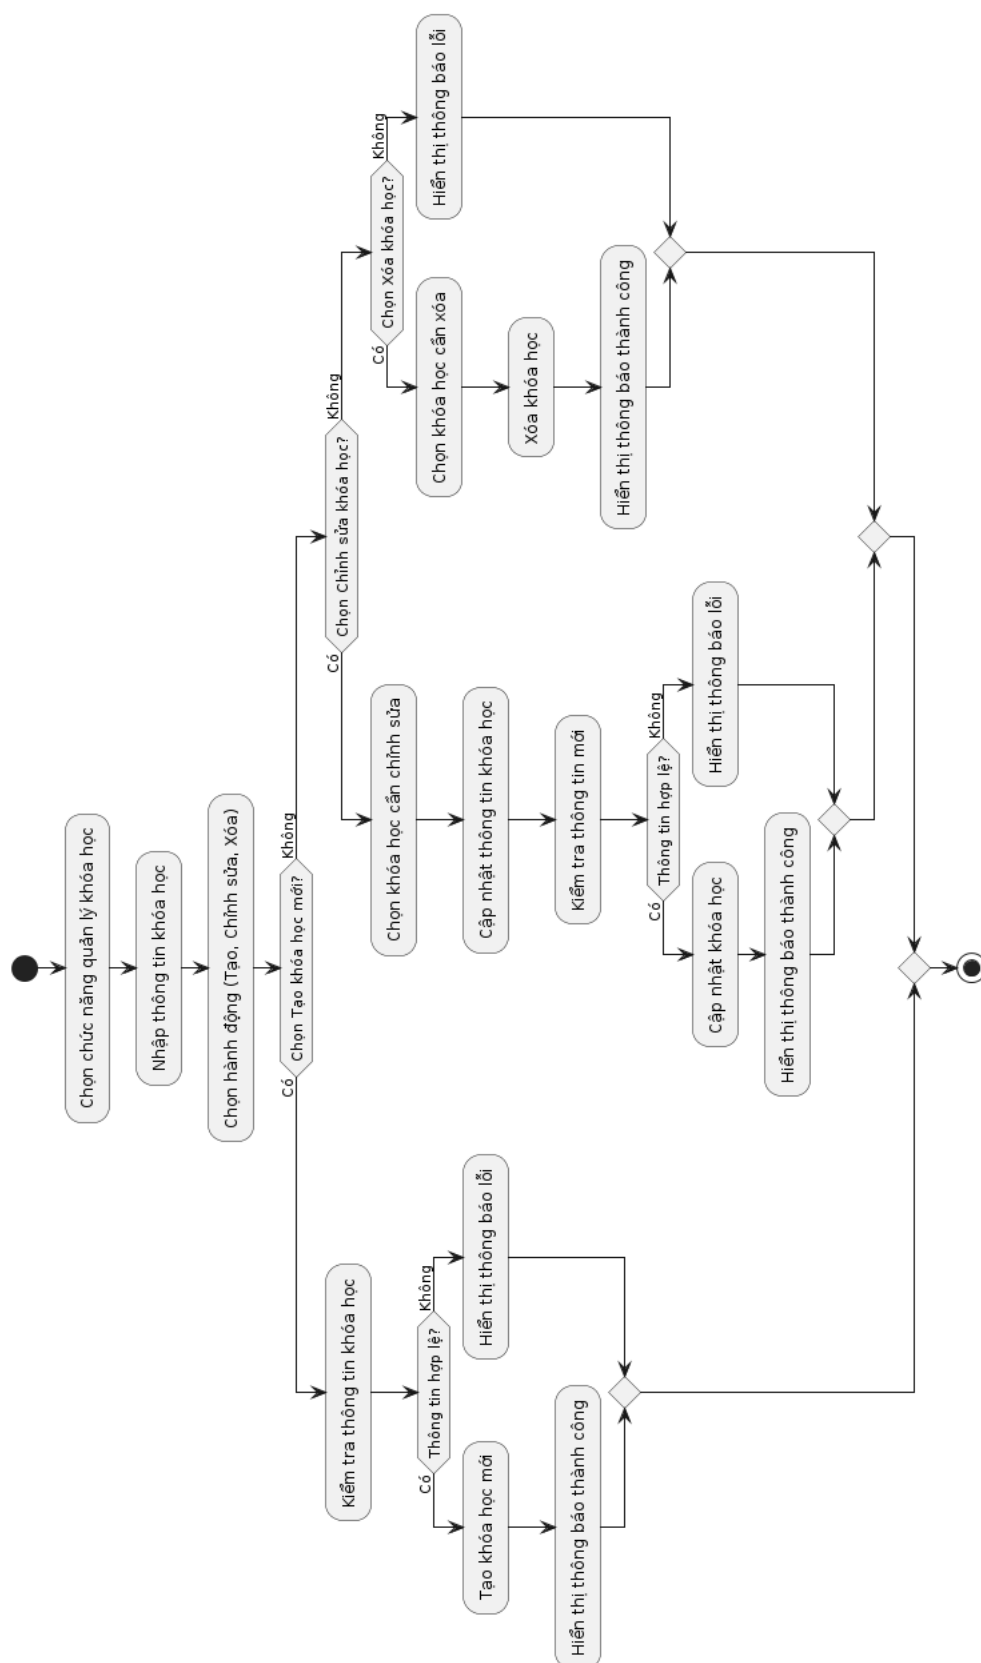 Chọn chức năng quản lý khóa học
Nhập thông tin khóa học
Chọn hành động (Tạo, Chỉnh sửa, Xóa)
Chọn Tạo khóa học mới?
Có
Không
Kiểm tra thông tin khóa học
Thông tin hợp lệ?
Có
Không
Tạo khóa học mới
Hiển thị thông báo thành công
Hiển thị thông báo lỗi
Chọn Chỉnh sửa khóa học?
Có
Không
Chọn khóa học cần chỉnh sửa
Cập nhật thông tin khóa học
Kiểm tra thông tin mới
Thông tin hợp lệ?
Có
Không
Cập nhật khóa học
Hiển thị thông báo thành công
Hiển thị thông báo lỗi
Chọn Xóa khóa học?
Có
Không
Chọn khóa học cần xóa
Xóa khóa học
Hiển thị thông báo thành công
Hiển thị thông báo lỗi